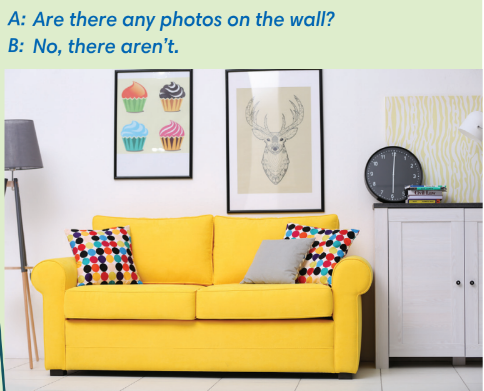 A: Are there any photos on the wall?
B: No, there aren't.